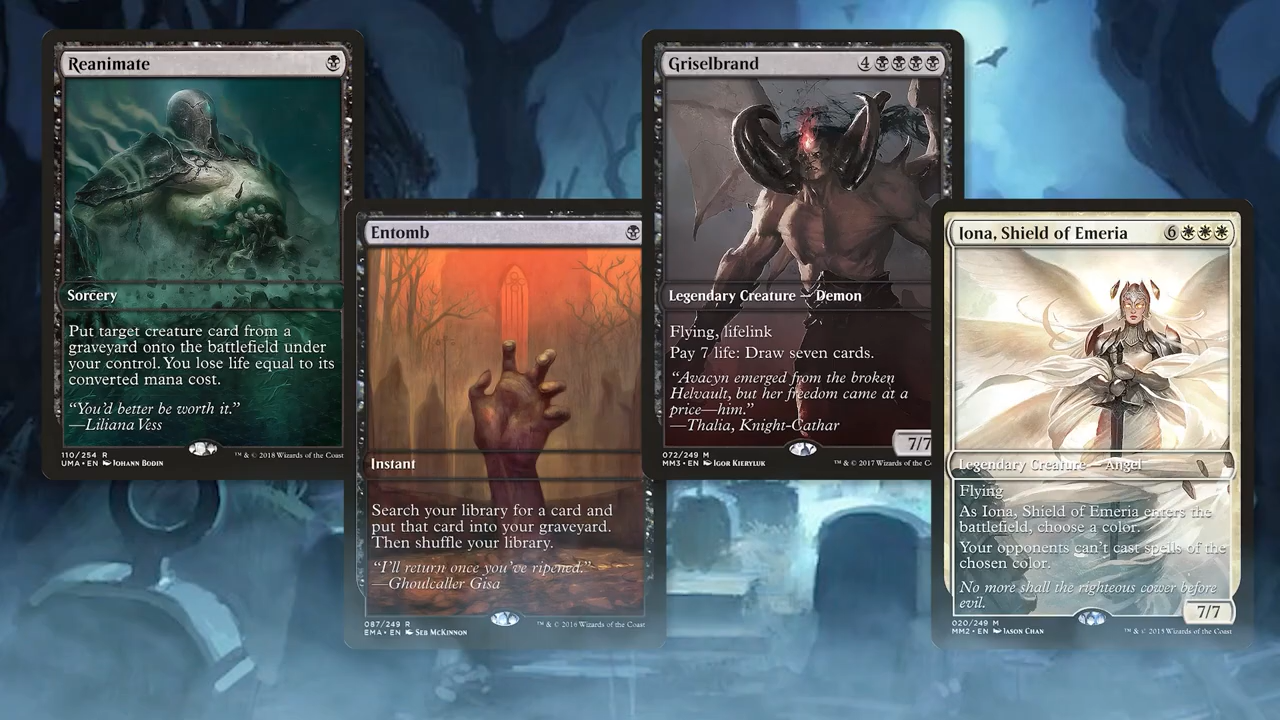 Reanimate
Sorcery
Put target creature card from a
graveyard onto the battlefield under
your control. You lose life equal to its
converted mana cost.
“You’d better be worth it.”
—Liliana Vess
110/254 R
UMA • EN Johann Bodin
™ & © 2018 Wizards of the Coast
Entomb
Instant
Search your library for a card and
put that card into your graveyard.
Then shuffle your library.
“I’ll return once you’ve ripened.”
—Ghoulcaller Gisa
087/249 R
EMA • EN Seb McKinnon
™ & © 2016 Wizards of the Coast
Griselbrand
4
Legendary Creature — Demon
Flying, lifelink
Pay 7 life: Draw seven cards.
“Avacyn emerged from the broken
Helvault, but her freedom came at a
price—him.”
—Thalia, Knight-Cathar
7/7
072/249 M
MM3 • EN Igor Kieryluk
™ & © 2017 Wizards of the C
Iona, Shield of Emeria
6
Legendary Creature — Angel
Flying
As Iona, Shield of Emeria enters the
battlefield, choose a color.
Your opponents can’t cast spells of the
chosen color.
No more shall the righteous cower before
evil.
7/7
020/249 M
MM2 • EN Jason Chan
™ & © 2015 Wizards of the Coast